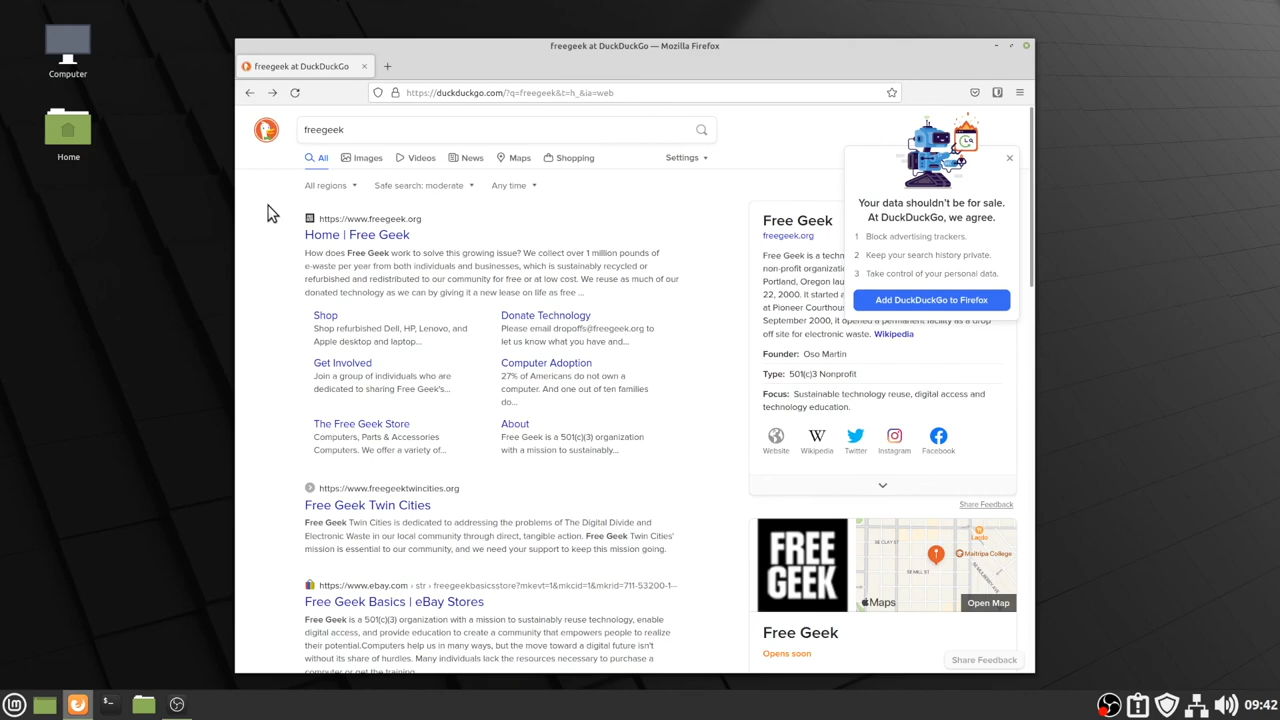 Computer
Home
freegeek at DuckDuckGo — Mozilla Firefox
freegeek at DuckDuckGo
https://duckduckgo.com/?q=freegeek&t=h_&ia=web
freegeek
All
Images
Videos
News
Maps
Shopping
Settings
All regions
Safe search: moderate
Any time
https://www.freegeek.org
Home | Free Geek
How does Free Geek work to solve this growing issue? We collect over 1 million pounds of
e-waste per year from both individuals and businesses, which is sustainably recycled or
refurbished and redistributed to our community for free or at low cost. We reuse as much of our
donated technology as we can by giving it a new lease on life as free ...
Shop
Shop refurbished Dell, HP, Lenovo, and
Apple desktop and laptop...
Donate Technology
Please email dropoffs@freegeek.org to
let us know what you have and...
Get Involved
Join a group of individuals who are
dedicated to sharing Free Geek's...
Computer Adoption
27% of Americans do not own a
computer. And one out of ten families
do...
The Free Geek Store
Computers, Parts & Accessories
Computers. We offer a variety of...
About
Free Geek is a 501(c)(3) organization
with a mission to sustainably...
https://www.freegeektwincities.org
Free Geek Twin Cities
Free Geek Twin Cities is dedicated to addressing the problems of The Digital Divide and
Electronic Waste in our local community through direct, tangible action. Free Geek Twin Cities'
mission is essential to our community, and we need your support to keep this mission going.
https://www.ebay.com › str › freegeekbasicsstore?mkevt=1&mkcid=1&mkrid=711-53200-1--
Free Geek Basics | eBay Stores
Free Geek is a 501(c)(3) organization with a mission to sustainably reuse technology, enable
digital access, and provide education to create a community that empowers people to realize
their potential.Computers help us in many ways, but the move toward a digital future isn't
without its share of hurdles. Many individuals lack the resources necessary to purchase a
computer or get the training
Free Geek
freegeek.org
Free Geek is a tech
non-profit organizatio
Portland, Oregon lau
22, 2000. It started a
at Pioneer Courthous
September 2000, it opened a permanent facility as a drop
off site for electronic waste. Wikipedia
Founder: Oso Martin
Type: 501(c)3 Nonprofit
Focus: Sustainable technology reuse, digital access and
technology education.
Website
Wikipedia
Twitter
Instagram
Facebook
Share Feedback
Your data shouldn't be for sale.
At DuckDuckGo, we agree.
1 Block advertising trackers.
2 Keep your search history private.
3 Take control of your personal data.
Add DuckDuckGo to Firefox
FREE
GEEK
SE CLAY ST
SE MILL ST
Laglo
Maitripa College
Maps
Open Map
Free Geek
Opens soon
Share Feedback
09:42